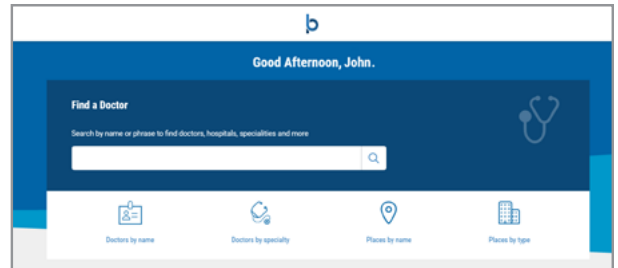 b
Good Afternoon, John.
Find a Doctor
Search by name or phrase to find doctors, hospitals, specialities and more
Doctors by name
Doctors by specialty
Places by name
Places by type